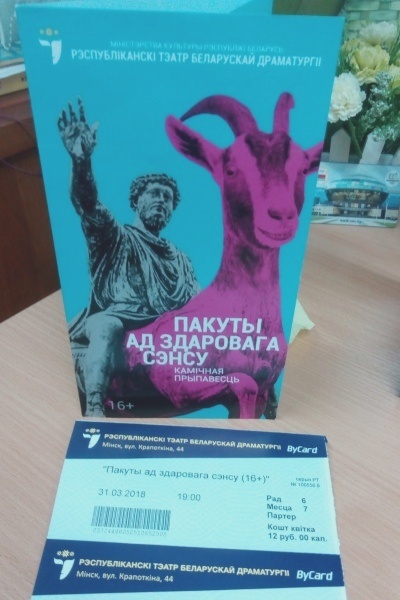 МІНІСТЭРСТВА КУЛЬТУРЫ РЭСПУБЛІКІ БЕЛАРУСЬ
РЭСПУБЛІКАНСКІ ТЭАТР БЕЛАРУСКАЙ ДРАМАТУРГІІ
ПАКУТЫ
АД ЗДАРОВАГА
СЭНСУ
КАМІЧНАЯ
ПРЫПАВЕСЦЬ
16+
РЭСПУБЛІКАНСКІ ТЭАТР БЕЛАРУСКАЙ ДРАМАТУРГІІ
Мінск, вул. Крапоткіна, 44
ByCard
"Пакуты ад здаровага сэнсу (16+)"
31.03.2018 19:00
Рад 6
Месца 7
Партер
Кошт квітка
12 руб. 00 кап.
РЭСПУБЛІКАНСКІ ТЭАТР БЕЛАРУСКАЙ ДРАМАТУРГІІ
Мінск, вул. Крапоткіна, 44
ByCard